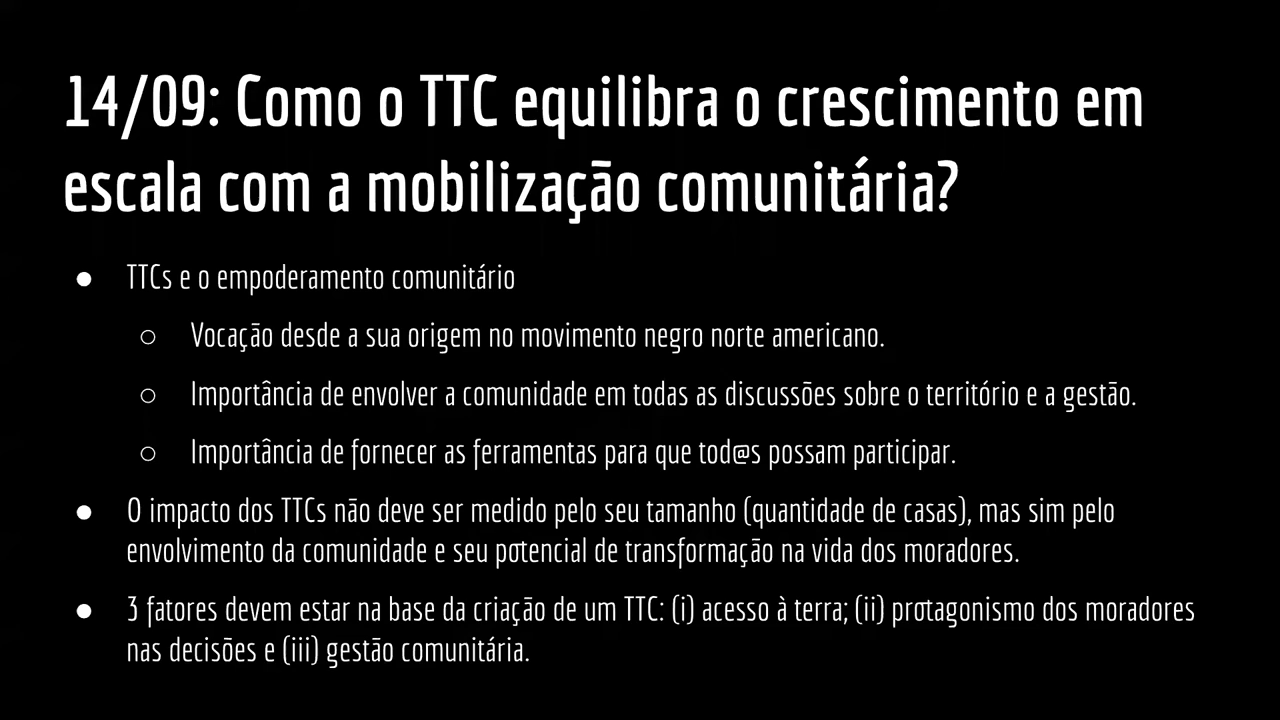 14/09: Como o TTC equilibra o crescimento em
escala com a mobilização comunitária?
● TTCs e o empoderamento comunitário
○ Vocação desde a sua origem no movimento negro norte americano.
○ Importância de envolver a comunidade em todas as discussões sobre o território e a gestão.
○ Importância de fornecer as ferramentas para que tod@s possam participar.
● O impacto dos TTCs não deve ser medido pelo seu tamanho (quantidade de casas), mas sim pelo
envolvimento da comunidade e seu potencial de transformação na vida dos moradores.
● 3 fatores devem estar na base da criação de um TTC: (i) acesso à terra; (ii) protagonismo dos moradores
nas decisões e (iii) gestão comunitária.